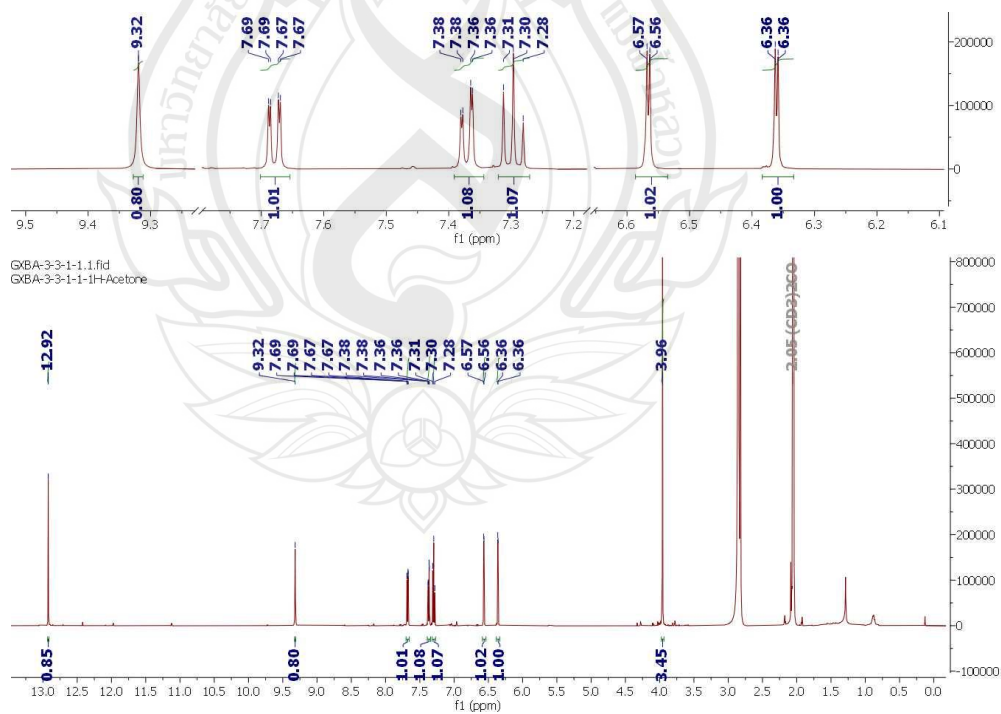 9.32 7.69 7.69 7.67 7.67 7.38 7.38 7.36 7.36 7.31 7.30 7.28 6.57 6.56 6.36 6.36
200000
100000
0
0.80 1.01 1.08 1.07 1.02 1.00
9.5 9.4 9.3 7.7 7.6 7.5 7.4 7.3 7.2 6.6 6.5 6.4 6.3 6.2 6.1
f1 (ppm)
GXBA-3-3-1-1.1.fid
GXBA-3-3-1-1-1H-Acetone
12.92 9.32 7.69 7.69 7.67 7.67 7.38 7.38 7.36 7.36 7.31 7.30 7.28 6.57 6.56 6.36 6.36 3.96 2.05 (CD3)2CO
800000
700000
600000
500000
400000
300000
200000
100000
0
-100000
0.85 0.80 1.01 1.08 1.07 1.02 1.00 3.45
13.0 12.5 12.0 11.5 11.0 10.5 10.0 9.5 9.0 8.5 8.0 7.5 7.0 6.5 6.0 5.5 5.0 4.5 4.0 3.5 3.0 2.5 2.0 1.5 1.0 0.5 0.0
f1 (ppm)